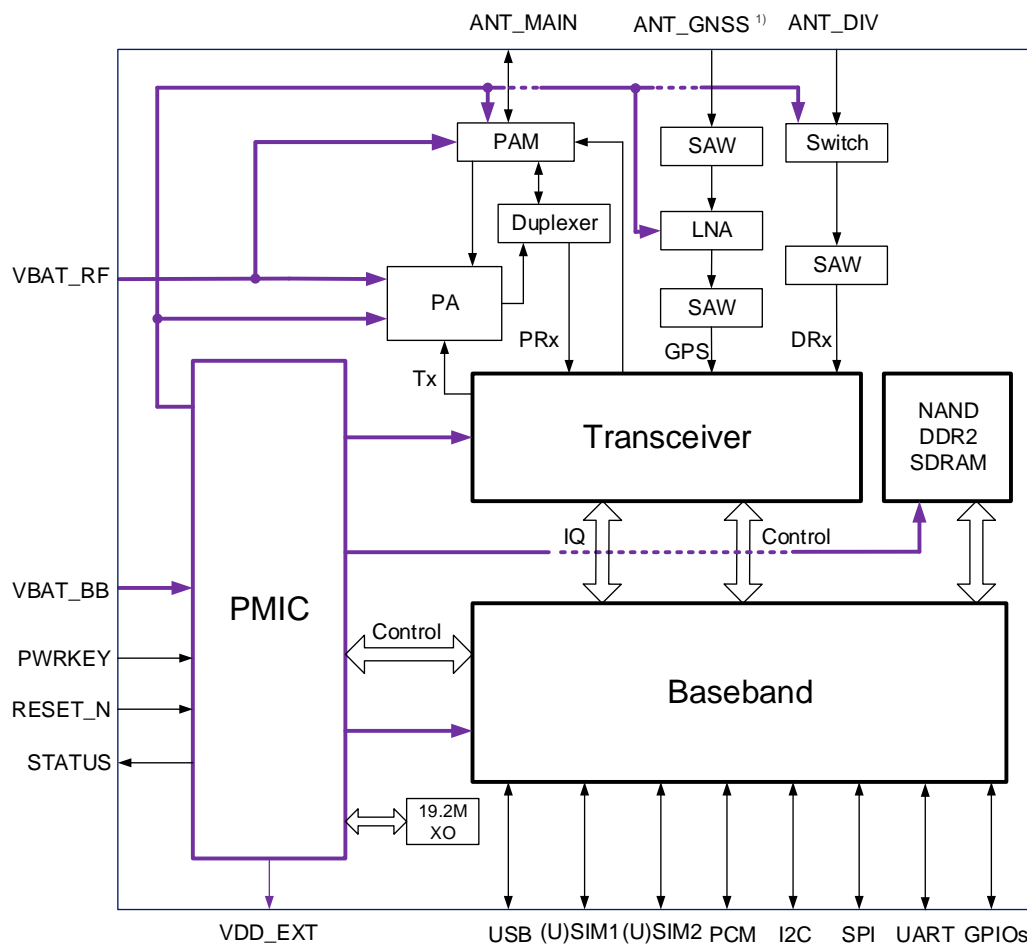 ANT_MAIN ANT_GNSS 1) ANT_DIV
PAM
SAW
Switch
Duplexer
LNA
VBAT_RF
PA
SAW
SAW
PRx
GPS
DRx
Tx
Transceiver
NAND
DDR2
SDRAM
IQ
Control
VBAT_BB
PMIC
Control
PWRKEY
Baseband
RESET_N
STATUS
19.2M
XO
VDD_EXT
USB (U)SIM1 (U)SIM2 PCM I2C SPI UART GPIOs